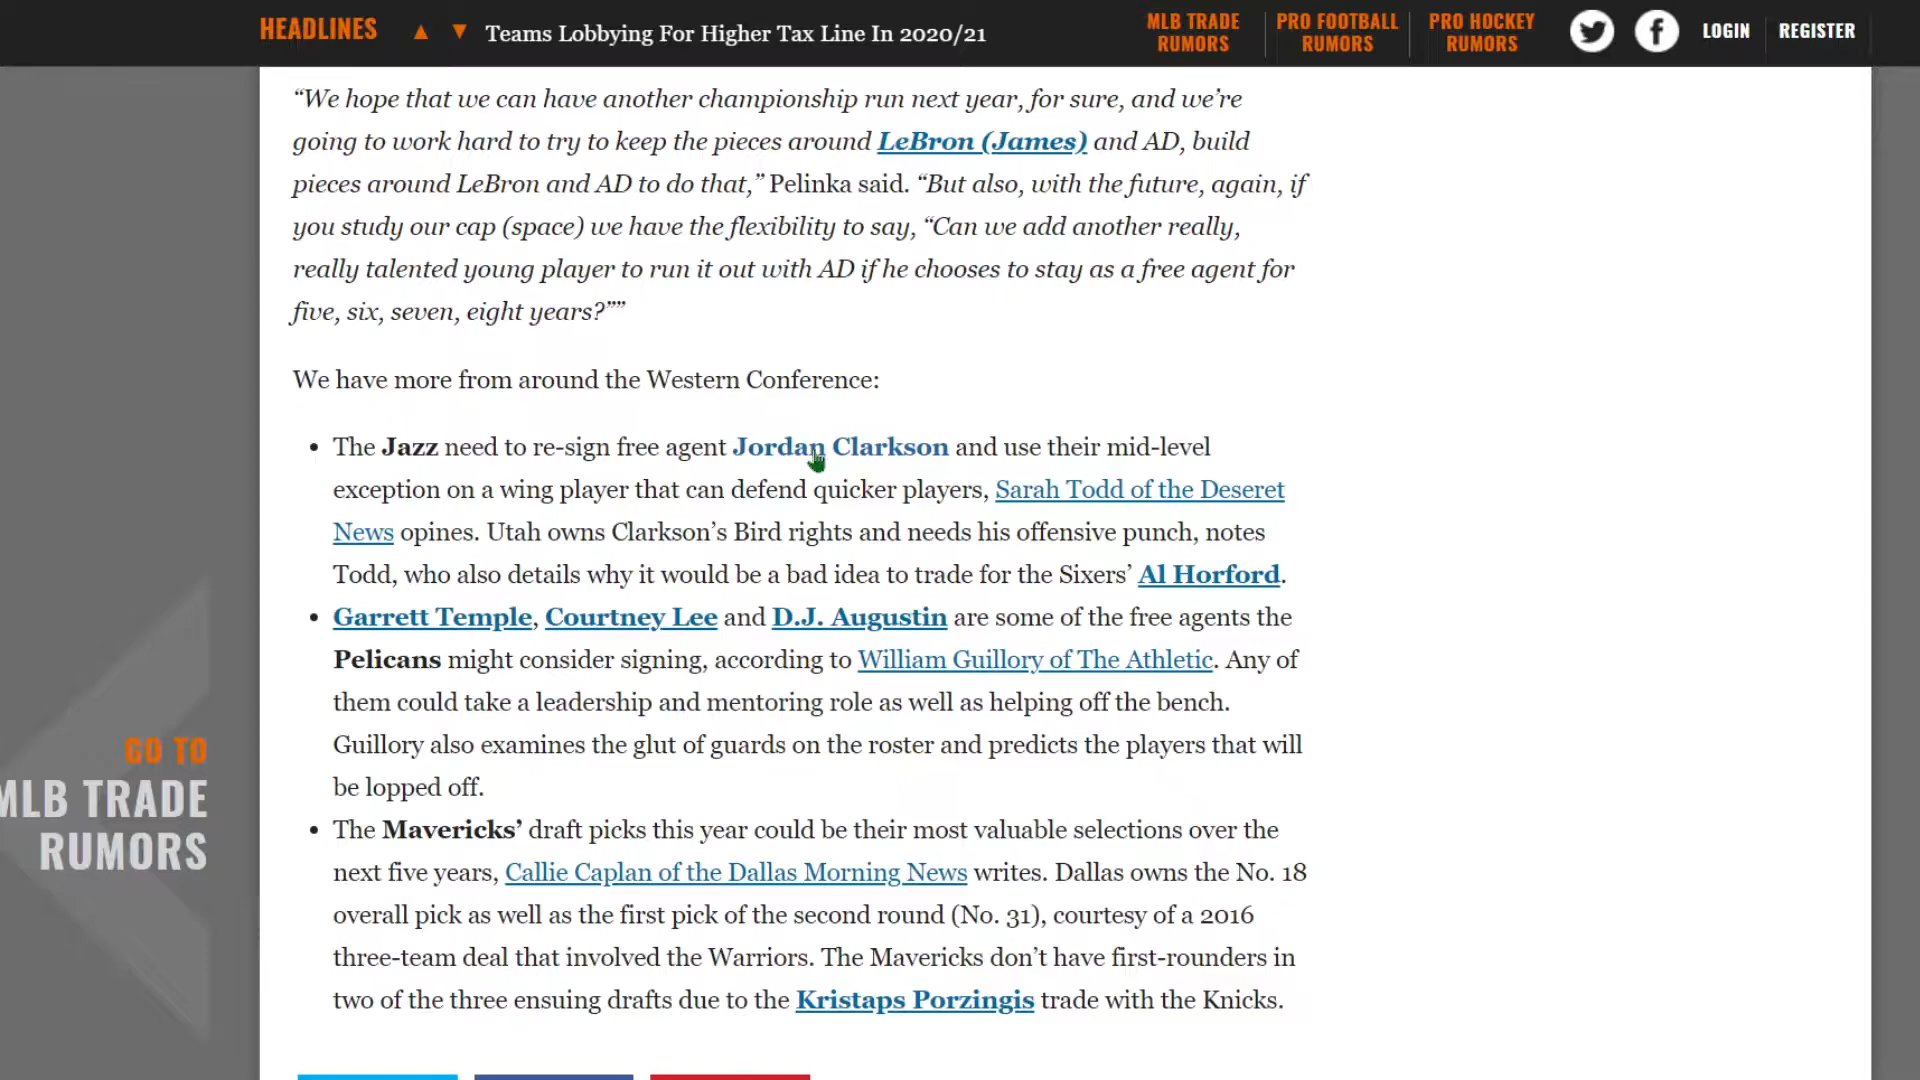 HEADLINES ▲ ▼ Teams Lobbying For Higher Tax Line In 2020/21
MLB TRADE RUMORS
PRO FOOTBALL RUMORS
PRO HOCKEY RUMORS
LOGIN
REGISTER
“We hope that we can have another championship run next year, for sure, and we’re
going to work hard to try to keep the pieces around LeBron (James) and AD, build
pieces around LeBron and AD to do that,” Pelinka said. “But also, with the future, again, if
you study our cap (space) we have the flexibility to say, “Can we add another really,
really talented young player to run it out with AD if he chooses to stay as a free agent for
five, six, seven, eight years?””
We have more from around the Western Conference:
• The Jazz need to re-sign free agent Jordan Clarkson and use their mid-level
exception on a wing player that can defend quicker players, Sarah Todd of the Deseret
News opines. Utah owns Clarkson’s Bird rights and needs his offensive punch, notes
Todd, who also details why it would be a bad idea to trade for the Sixers’ Al Horford.
• Garrett Temple, Courtney Lee and D.J. Augustin are some of the free agents the
Pelicans might consider signing, according to William Guillory of The Athletic. Any of
them could take a leadership and mentoring role as well as helping off the bench.
Guillory also examines the glut of guards on the roster and predicts the players that will
be lopped off.
• The Mavericks’ draft picks this year could be their most valuable selections over the
next five years, Callie Caplan of the Dallas Morning News writes. Dallas owns the No. 18
overall pick as well as the first pick of the second round (No. 31), courtesy of a 2016
three-team deal that involved the Warriors. The Mavericks don’t have first-rounders in
two of the three ensuing drafts due to the Kristaps Porzingis trade with the Knicks.
GO TO
MLB TRADE
RUMORS